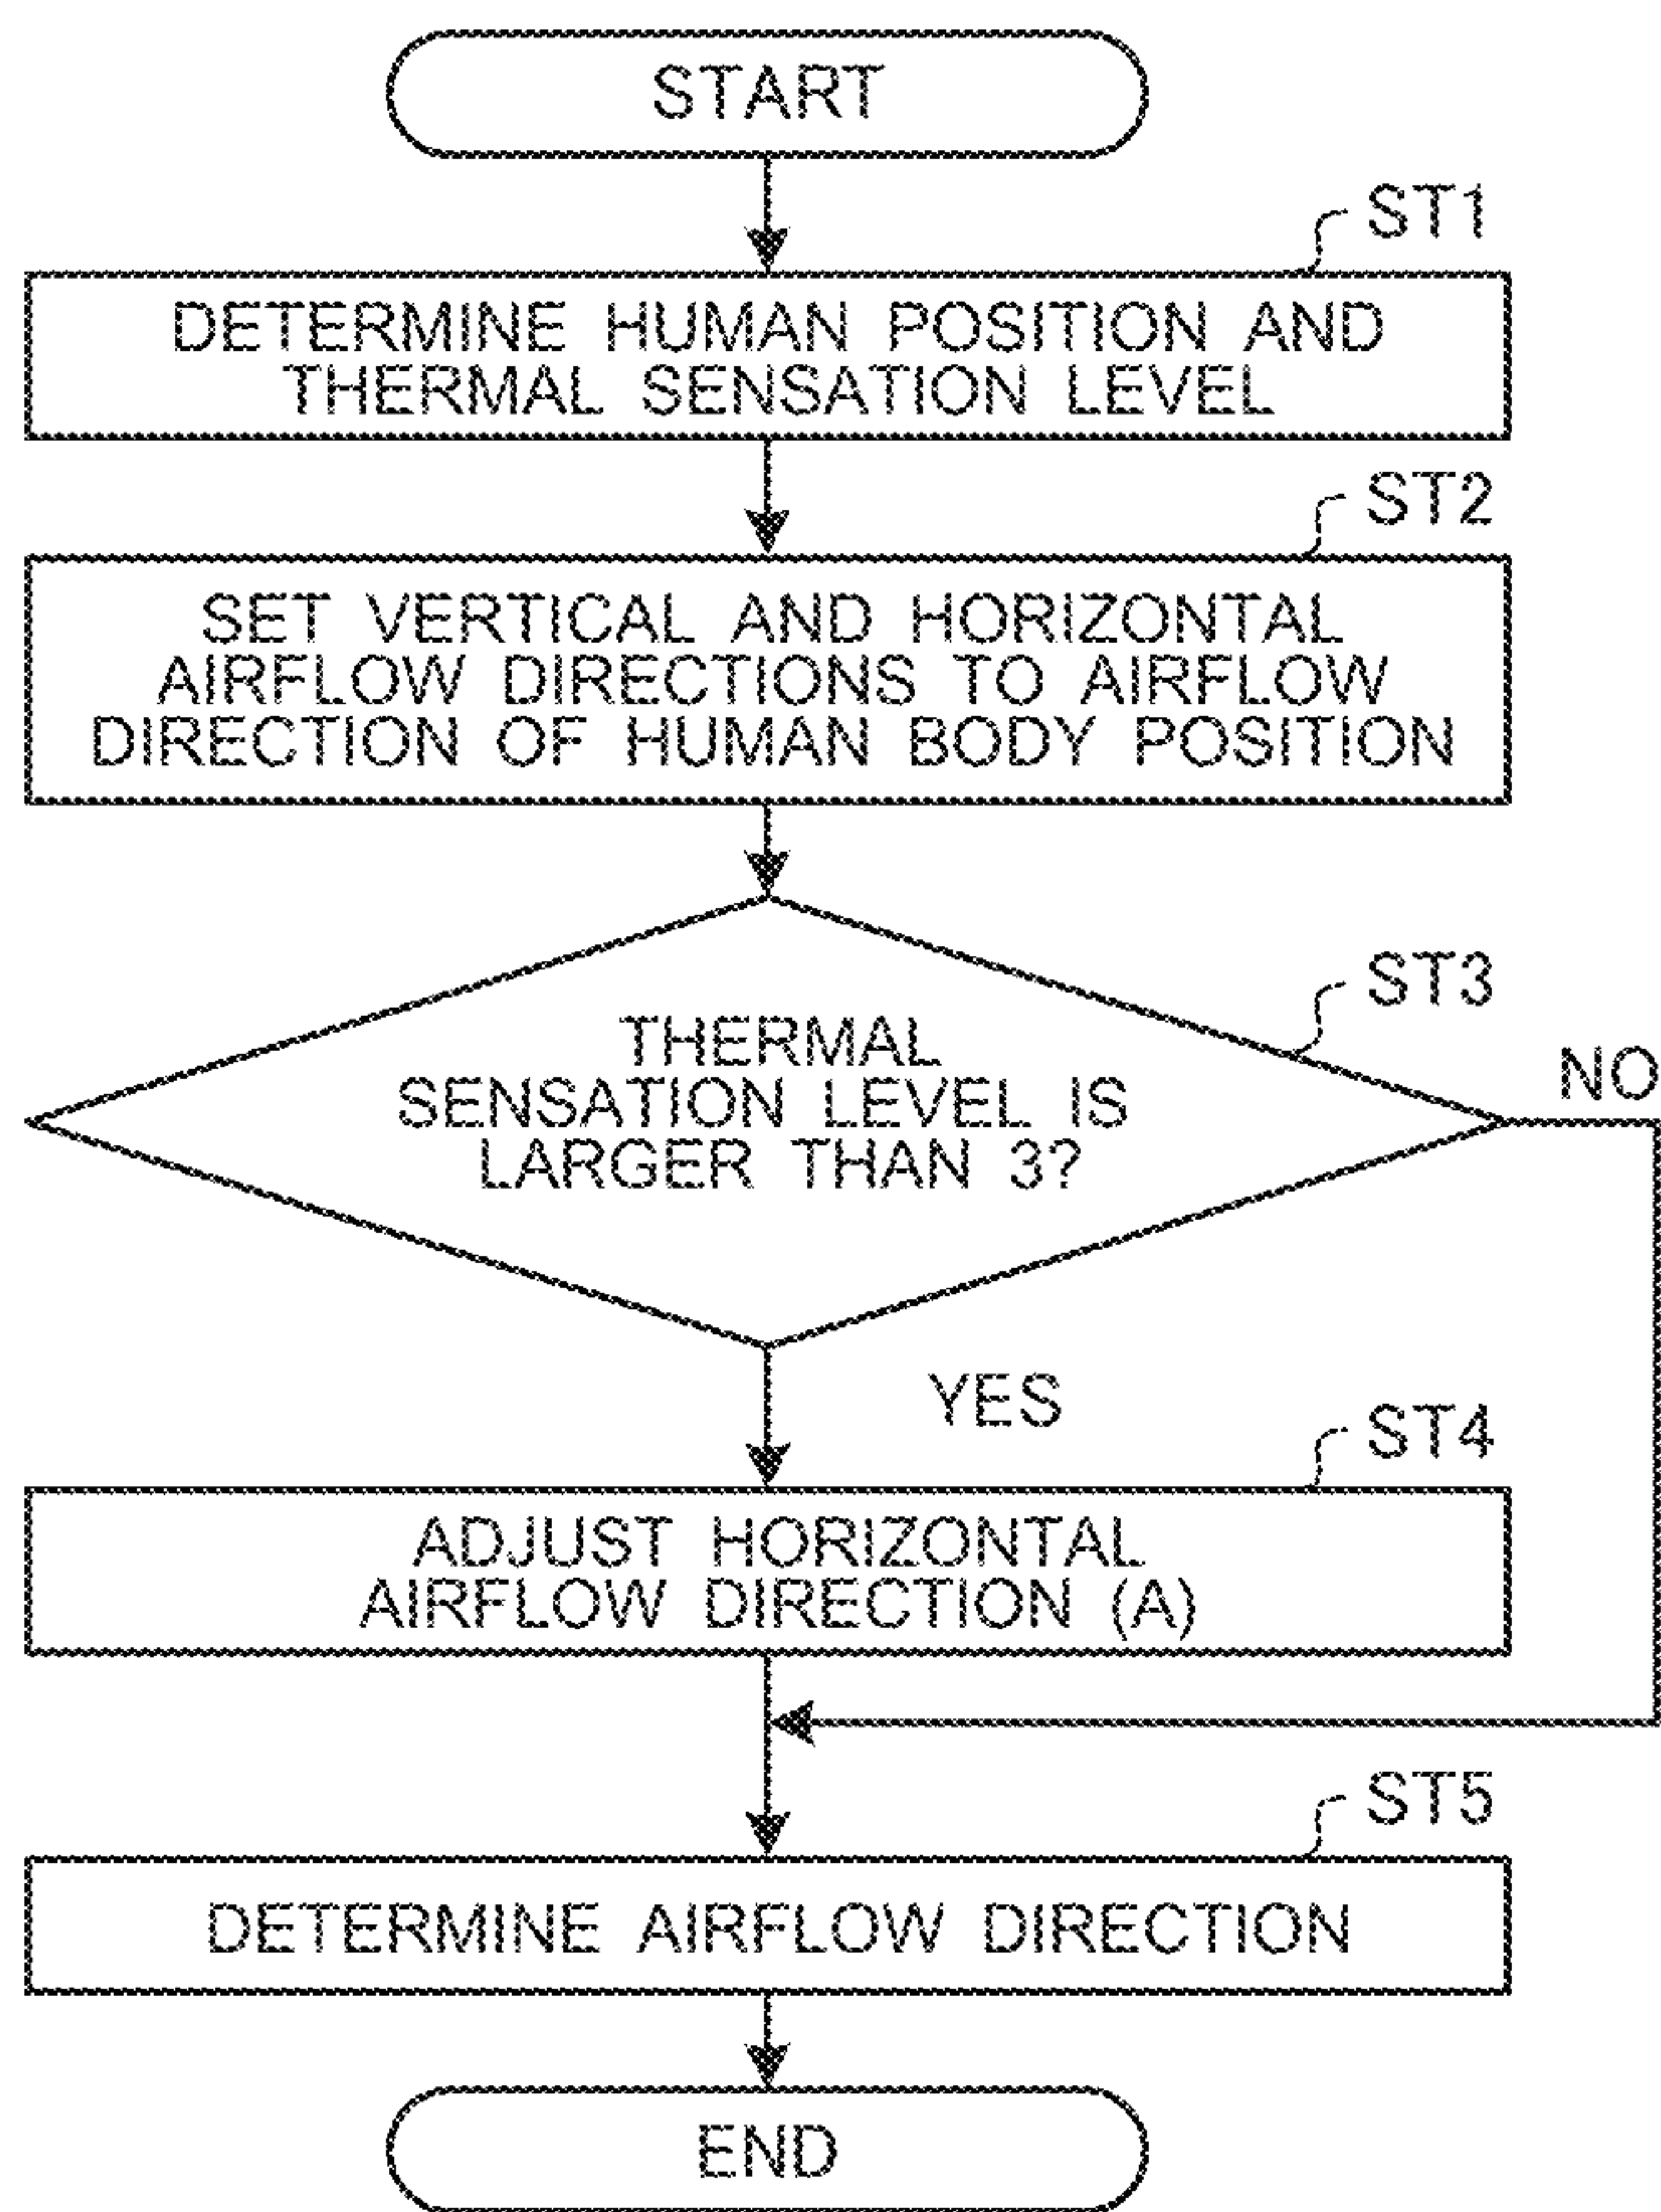 START
ST1
DETERMINE HUMAN POSITION AND
THERMAL SENSATION LEVEL
ST2
SET VERTICAL AND HORIZONTAL
AIRFLOW DIRECTIONS TO AIRFLOW
DIRECTION OF HUMAN BODY POSITION
ST3
THERMAL
SENSATION LEVEL IS
LARGER THAN 3?
NO
YES
ST4
ADJUST HORIZONTAL
AIRFLOW DIRECTION (A)
ST5
DETERMINE AIRFLOW DIRECTION
END